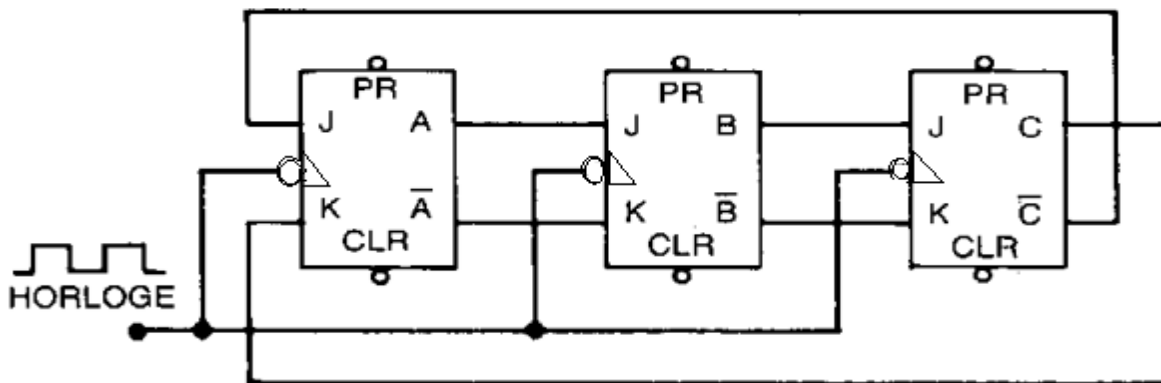 PR
J A
K A̅
CLR
PR
J B
K B̅
CLR
PR
J C
K C̅
CLR
HORLOGE